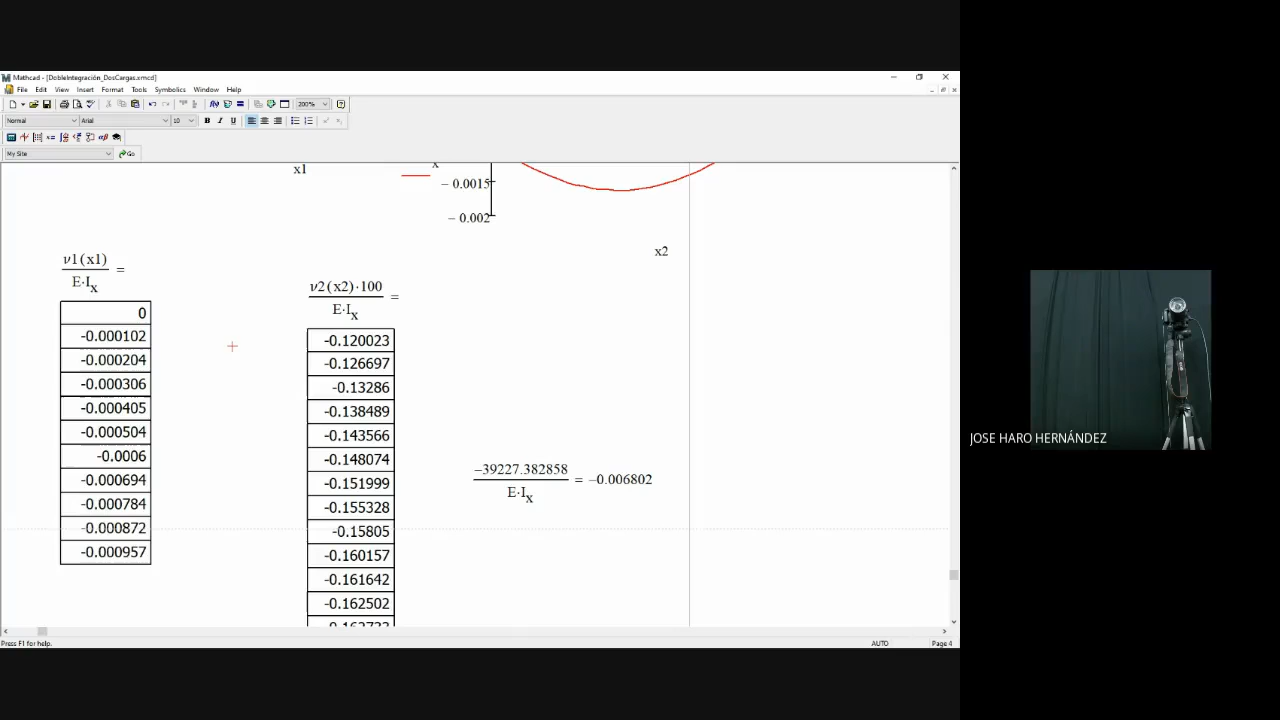 Mathcad - [DobleIntegración_DosCargas.xmcd]
File Edit View Insert Format Tools Symbolics Window Help
200%
Normal Arial 10 B I U
My Site Go
x1
x
− 0.0015
− 0.002
x2
ν1(x1)
E·Ix
=
0
-0.000102
-0.000204
-0.000306
-0.000405
-0.000504
-0.0006
-0.000694
-0.000784
-0.000872
-0.000957
ν2(x2)·100
E·Ix
=
-0.120023
-0.126697
-0.13286
-0.138489
-0.143566
-0.148074
-0.151999
-0.155328
-0.15805
-0.160157
-0.161642
-0.162502
-0.162733
−39227.382858
E·Ix
= −0.006802
JOSE HARO HERNÁNDEZ
Press F1 for help. AUTO Page 4